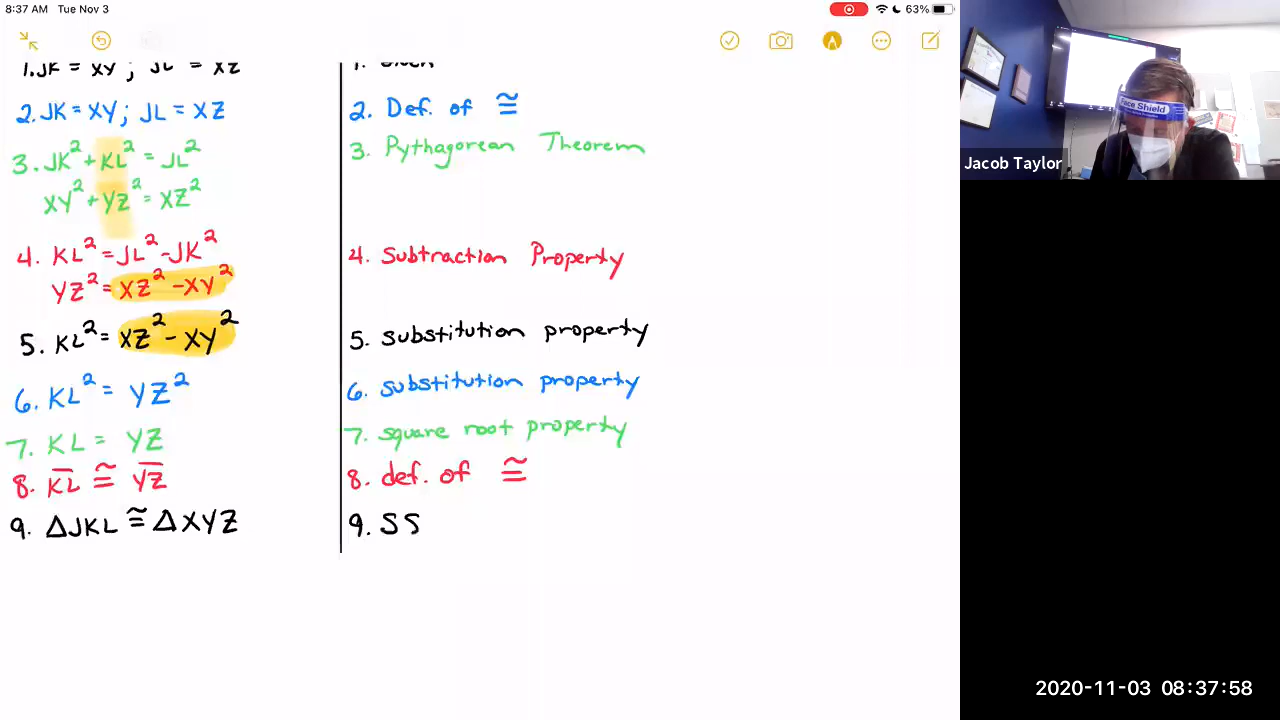 8:37 AM Tue Nov 3
63%
1. JK = XY ; JL = XZ
1. Given
2. JK = XY; JL = XZ
2. Def. of ≅
3. JK² + KL² = JL²
3. Pythagorean Theorem
XY² + YZ² = XZ²
4. KL² = JL² - JK²
4. Subtraction Property
YZ² = XZ² - XY²
5. KL² = XZ² - XY²
5. substitution property
6. KL² = YZ²
6. substitution property
7. KL = YZ
7. square root property
8. K̅L̅ ≅ Y̅Z̅
8. def. of ≅
9. ΔJKL ≅ ΔXYZ
9. SS
Face Shield
Jacob Taylor
2020-11-03 08:37:58